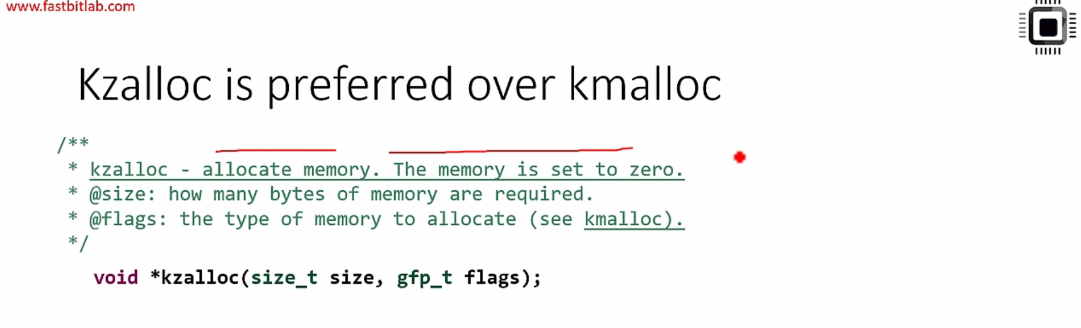 www.fastbitlab.com
Kzalloc is preferred over kmalloc
/**
* kzalloc - allocate memory. The memory is set to zero.
* @size: how many bytes of memory are required.
* @flags: the type of memory to allocate (see kmalloc).
*/
void *kzalloc(size_t size, gfp_t flags);